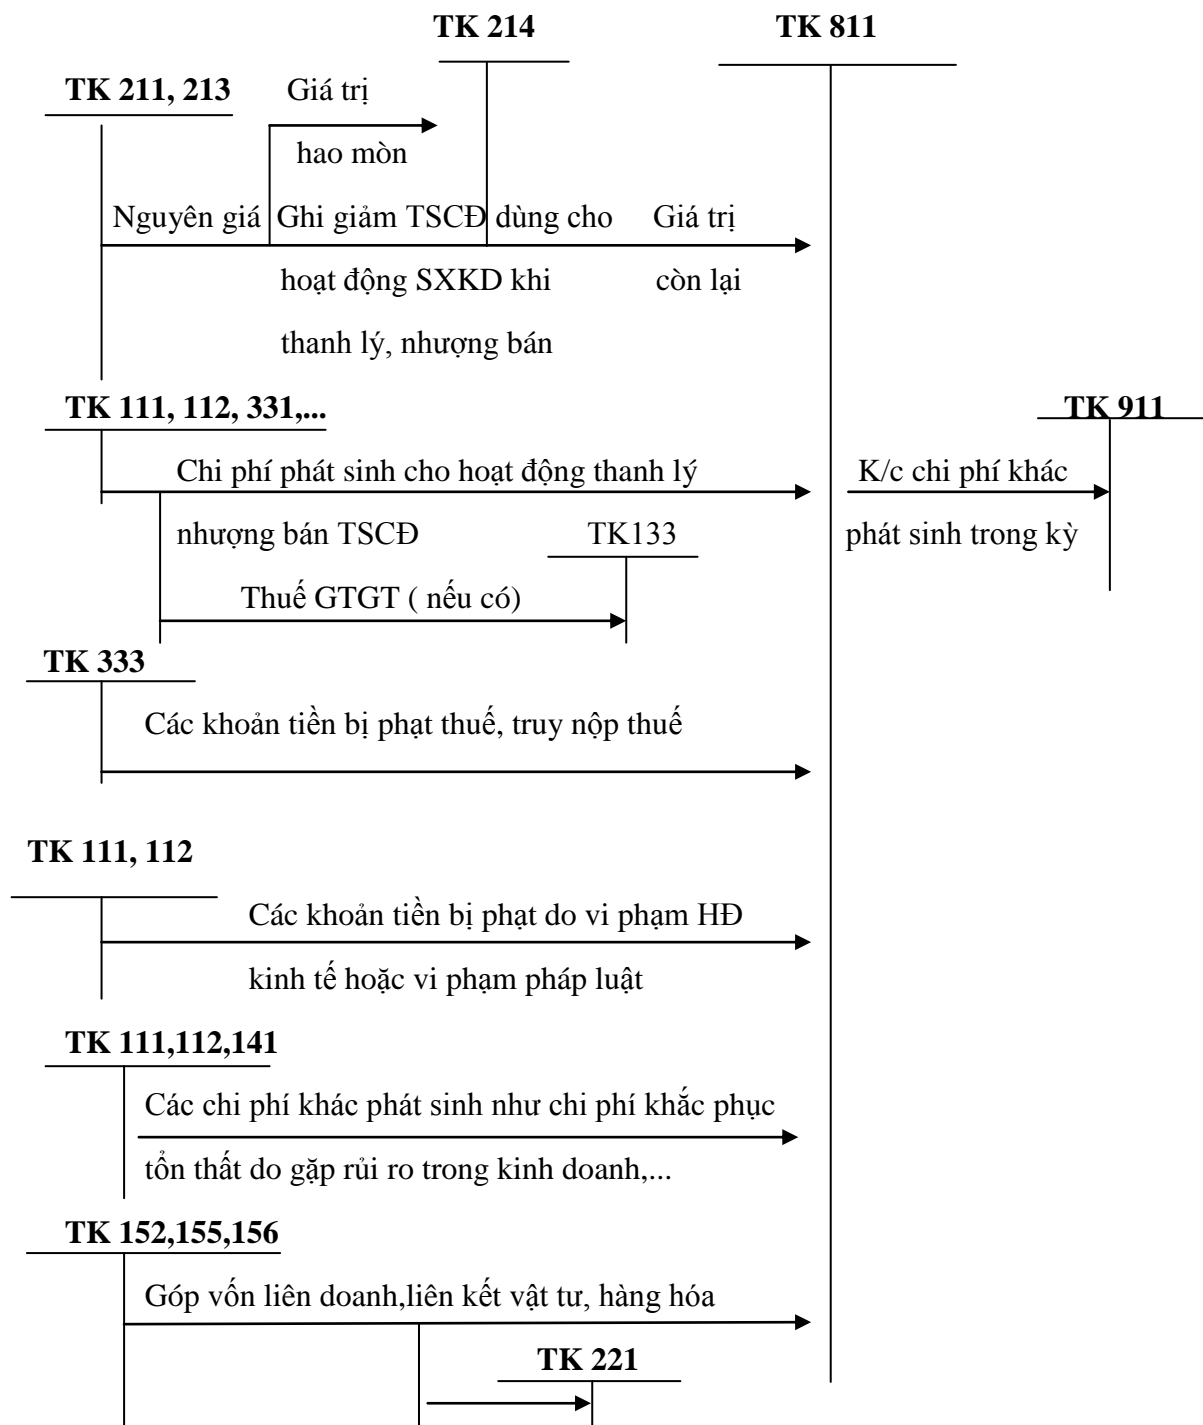 TK 214
TK 811
TK 211, 213
Giá trị
hao mòn
Nguyên giá
Ghi giảm TSCĐ dùng cho
hoạt động SXKD khi
thanh lý, nhượng bán
Giá trị
còn lại
TK 111, 112, 331,...
TK 911
Chi phí phát sinh cho hoạt động thanh lý
nhượng bán TSCĐ
K/c chi phí khác
phát sinh trong kỳ
TK133
Thuế GTGT ( nếu có)
TK 333
Các khoản tiền bị phạt thuế, truy nộp thuế
TK 111, 112
Các khoản tiền bị phạt do vi phạm HĐ
kinh tế hoặc vi phạm pháp luật
TK 111,112,141
Các chi phí khác phát sinh như chi phí khắc phục
tổn thất do gặp rủi ro trong kinh doanh,...
TK 152,155,156
Góp vốn liên doanh,liên kết vật tư, hàng hóa
TK 221